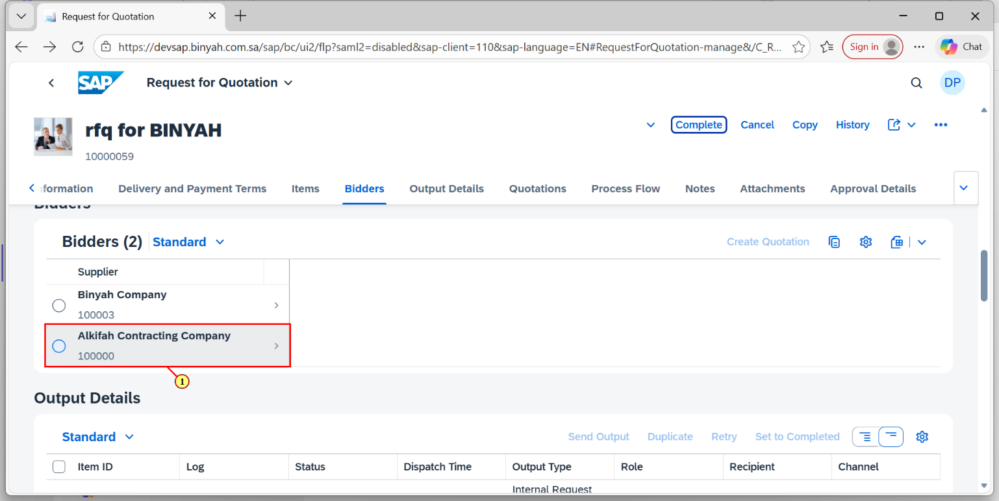 Request for Quotation
https://devsap.binyah.com.sa/sap/bc/ui2/flp?saml2=disabled&sap-client=110&sap-language=EN#RequestForQuotation-manage&/C_R...
Sign in
Chat
SAP
Request for Quotation
DP
rfq for BINYAH
10000059
Complete
Cancel
Copy
History
formation
Delivery and Payment Terms
Items
Bidders
Output Details
Quotations
Process Flow
Notes
Attachments
Approval Details
Bidders
Bidders (2)
Standard
Create Quotation
Supplier
Binyah Company
100003
Alkifah Contracting Company
100000
1
Output Details
Standard
Send Output
Duplicate
Retry
Set to Completed
Item ID
Log
Status
Dispatch Time
Output Type
Role
Recipient
Channel
Internal Request